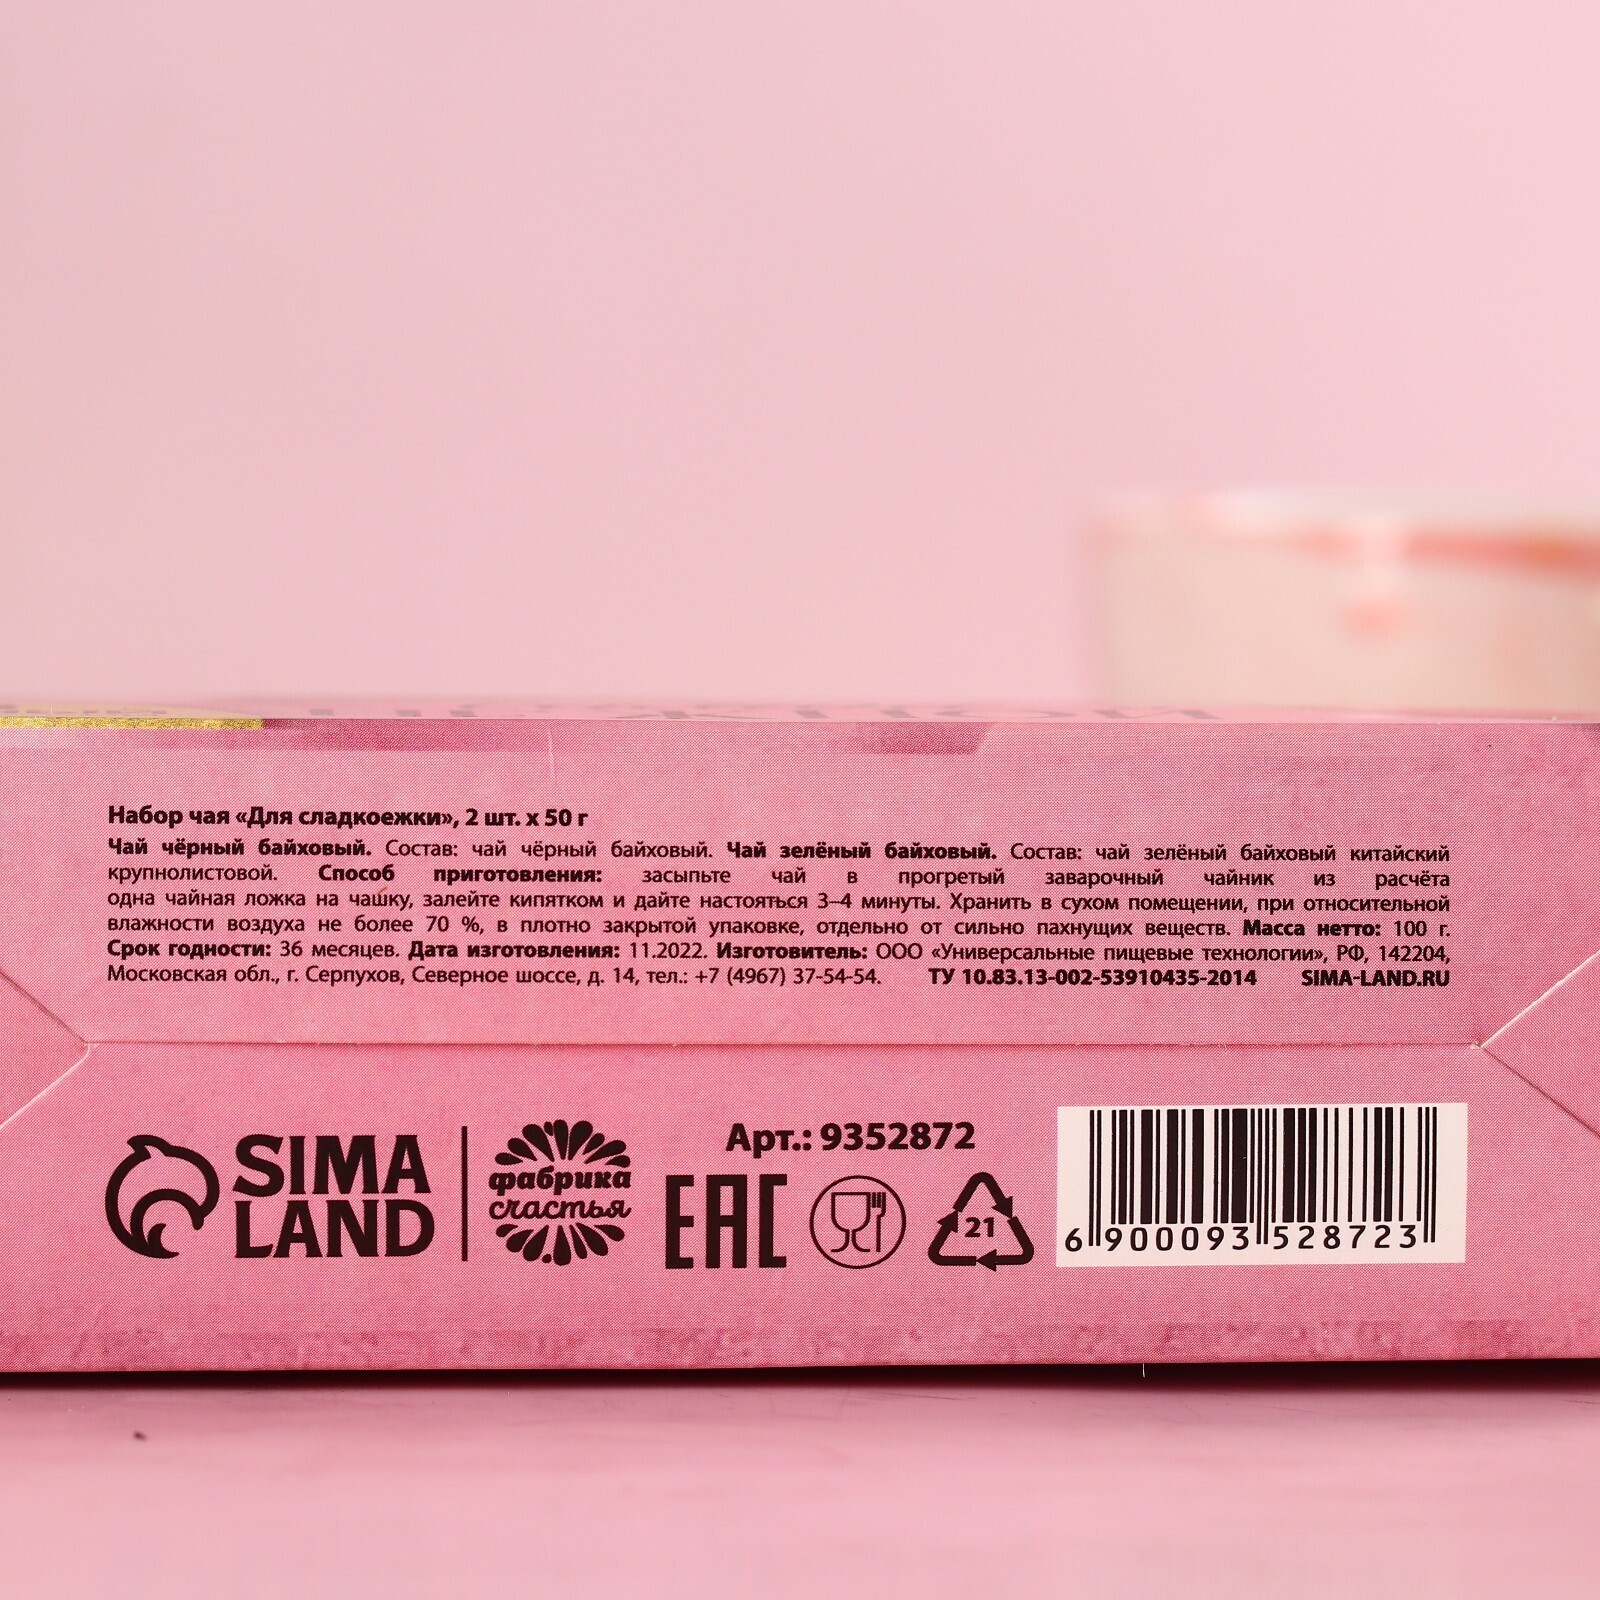 НЕЖНОЙ
Набор чая «Для сладкоежки», 2 шт. х 50 г
Чай чёрный байховый. Состав: чай чёрный байховый. Чай зелёный байховый. Состав: чай зелёный байховый китайский
крупнолистовой. Способ приготовления: засыпьте чай в прогретый заварочный чайник из расчёта
одна чайная ложка на чашку, залейте кипятком и дайте настояться 3–4 минуты. Хранить в сухом помещении, при относительной
влажности воздуха не более 70 %, в плотно закрытой упаковке, отдельно от сильно пахнущих веществ. Масса нетто: 100 г.
Срок годности: 36 месяцев. Дата изготовления: 11.2022. Изготовитель: ООО «Универсальные пищевые технологии», РФ, 142204,
Московская обл., г. Серпухов, Северное шоссе, д. 14, тел.: +7 (4967) 37-54-54. ТУ 10.83.13-002-53910435-2014 SIMA-LAND.RU
SIMA
LAND
фабрика
счастья
Арт.: 9352872
EAC
21
6 900093 528723